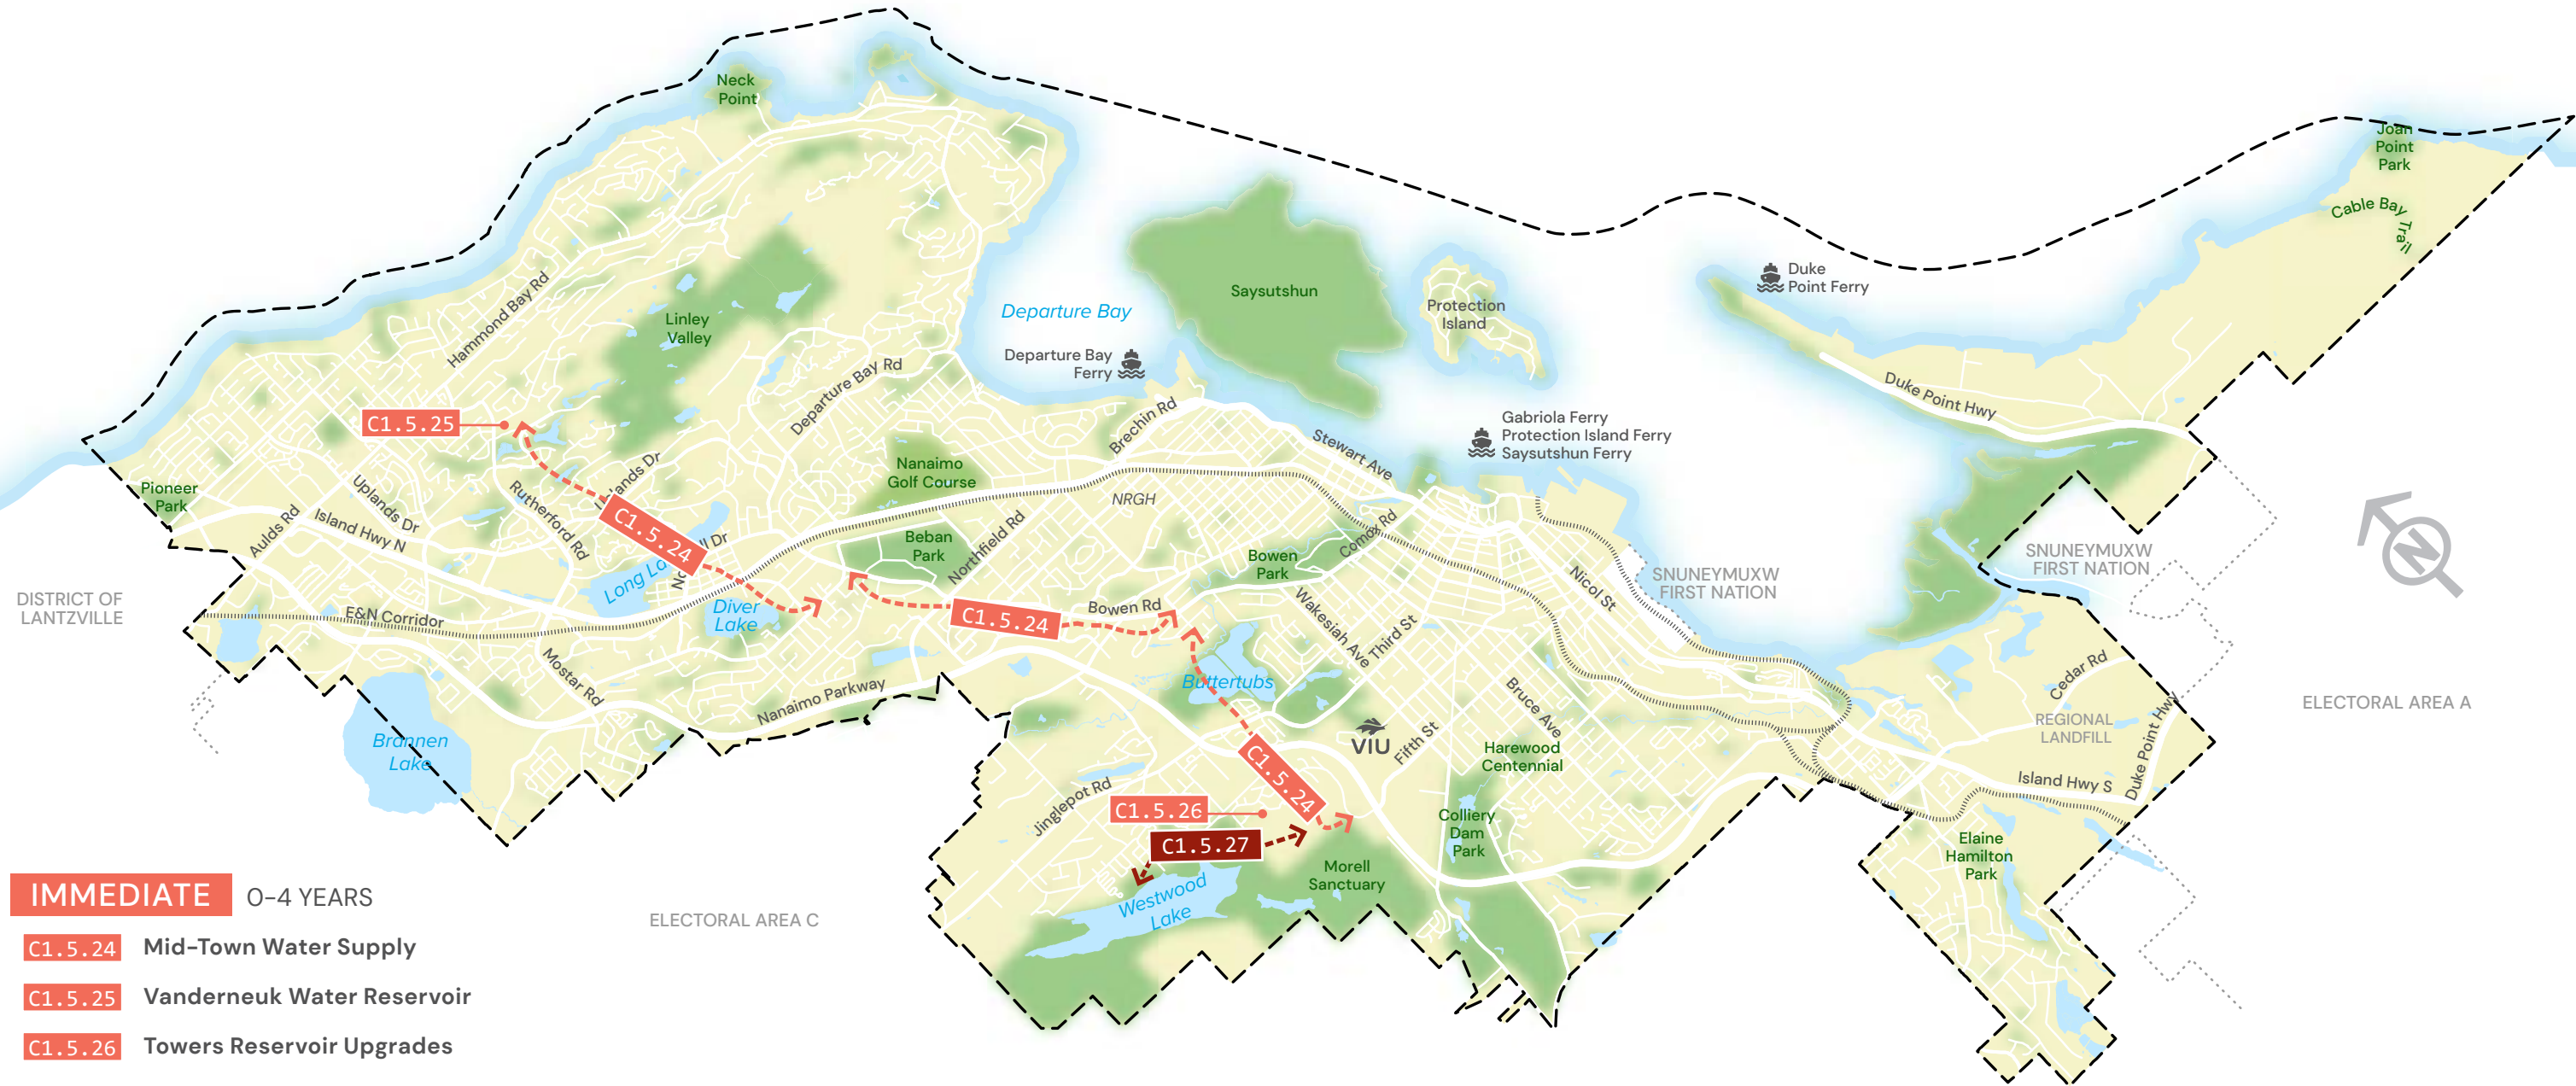 Neck
Point
Joan
Point
Park
Cable Bay
Trail
Hammond Bay Rd
Linley
Valley
Departure Bay
Saysutshun
Protection
Island
Duke
Point Ferry
Departure Bay
Ferry
Departure Bay Rd
Duke Point Hwy
C1.5.25
Brechin Rd
Gabriola Ferry
Protection Island Ferry
Saysutshun Ferry
Stewart Ave
Nanaimo
Golf Course
Pioneer
Park
Uplands Dr
Aulds Rd
Island Hwy N
Rutherford Rd
C1.5.24
NRGH
Beban
Park
Northfield Rd
Bowen
Park
Comox Rd
SNUNEYMUXW
FIRST NATION
SNUNEYMUXW
FIRST NATION
Nicol St
DISTRICT OF
LANTZVILLE
E&N Corridor
Diver
Lake
C1.5.24
Bowen Rd
Wakesiah Ave
Third St
Mostar Rd
Nanaimo Parkway
Buttertubs
Bruce Ave
Cedar Rd
ELECTORAL AREA A
REGIONAL
LANDFILL
Duke Point Hwy
Brannen
Lake
VIU
Fifth St
Harewood
Centennial
Island Hwy S
C1.5.24
Jinglepot Rd
C1.5.26
C1.5.27
Colliery
Dam
Park
Elaine
Hamilton
Park
Morell
Sanctuary
Westwood
Lake
ELECTORAL AREA C
N
IMMEDIATE 0-4 YEARS
C1.5.24 Mid-Town Water Supply
C1.5.25 Vanderneuk Water Reservoir
C1.5.26 Towers Reservoir Upgrades